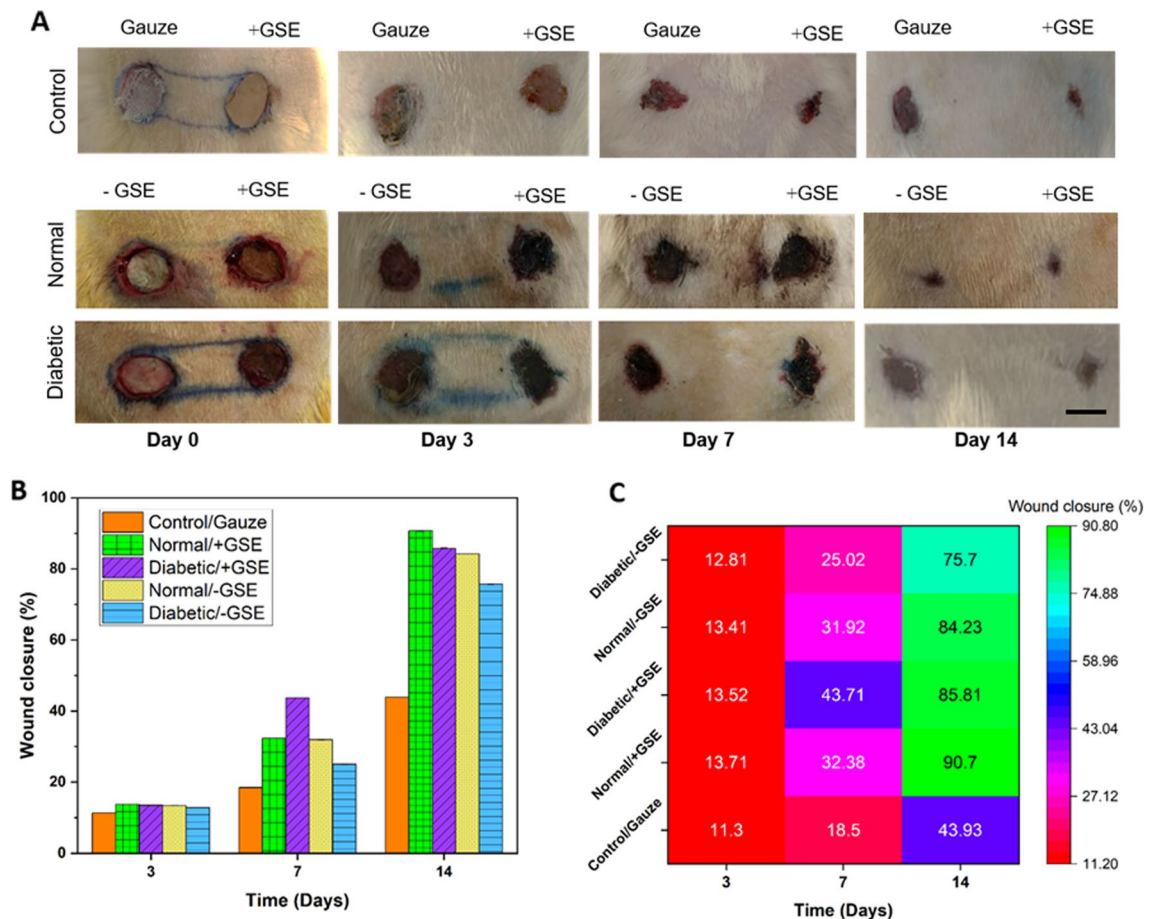 A
Gauze +GSE Gauze +GSE Gauze +GSE Gauze +GSE
Control
- GSE +GSE - GSE +GSE - GSE +GSE - GSE +GSE
Normal
Diabetic
Day 0 Day 3 Day 7 Day 14
B
Wound closure (%)
100
80
60
40
20
0
Control/Gauze
Normal/+GSE
Diabetic/+GSE
Normal/-GSE
Diabetic/-GSE
3 7 14
Time (Days)
C
Wound closure (%)
Diabetic/-GSE 12.81 25.02 75.7
Normal/-GSE 13.41 31.92 84.23
Diabetic/+GSE 13.52 43.71 85.81
Normal/+GSE 13.71 32.38 90.7
Control/Gauze 11.3 18.5 43.93
3 7 14
Time (Days)
90.80
74.88
58.96
43.04
27.12
11.20